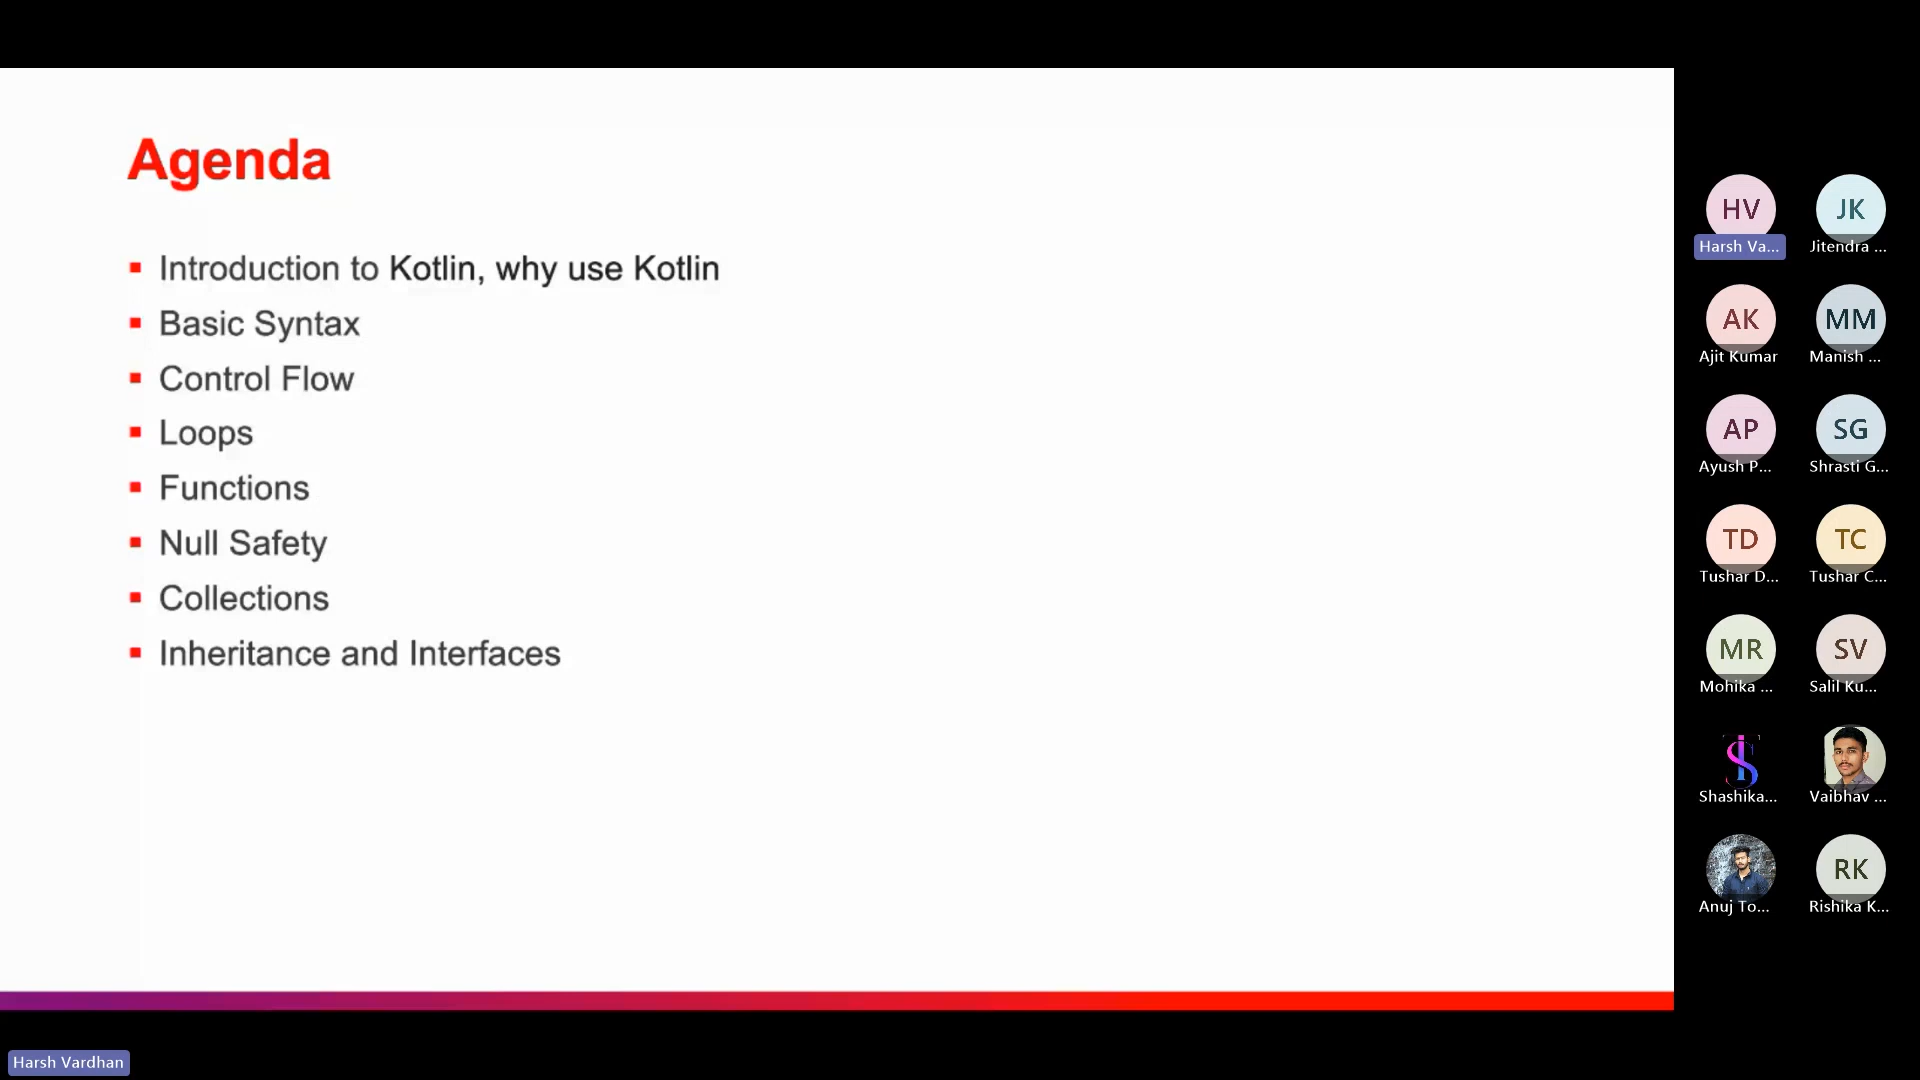 Agenda
Introduction to Kotlin, why use Kotlin
Basic Syntax
Control Flow
Loops
Functions
Null Safety
Collections
Inheritance and Interfaces
HV
Harsh Va...
JK
Jitendra ...
AK
Ajit Kumar
MM
Manish ...
AP
Ayush P...
SG
Shrasti G...
TD
Tushar D...
TC
Tushar C...
MR
Mohika ...
SV
Salil Ku...
Shashika...
Vaibhav ...
Anuj To...
RK
Rishika K...
Harsh Vardhan